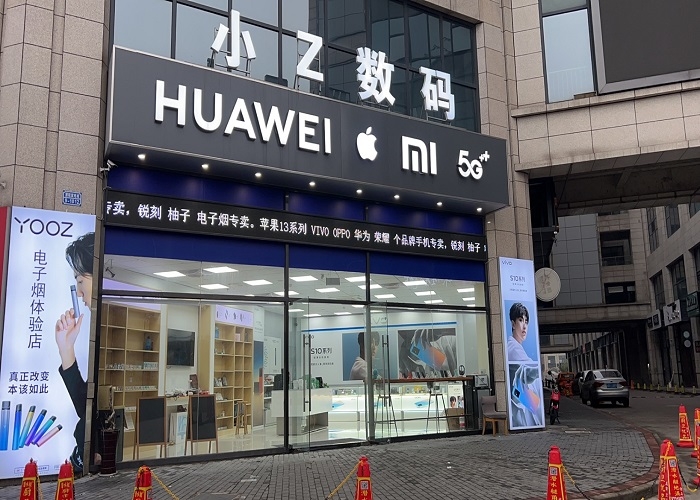 小Z数码
HUAWEI MI 5G++
专卖，锐刻 柚子 电子烟专卖。苹果13系列 VIVO OPPO 华为 荣耀 个品牌手机专卖，锐刻 柚子
YOOZ
电子烟体验店
真正改变
本该如此
vivo
S10系列
S10系列